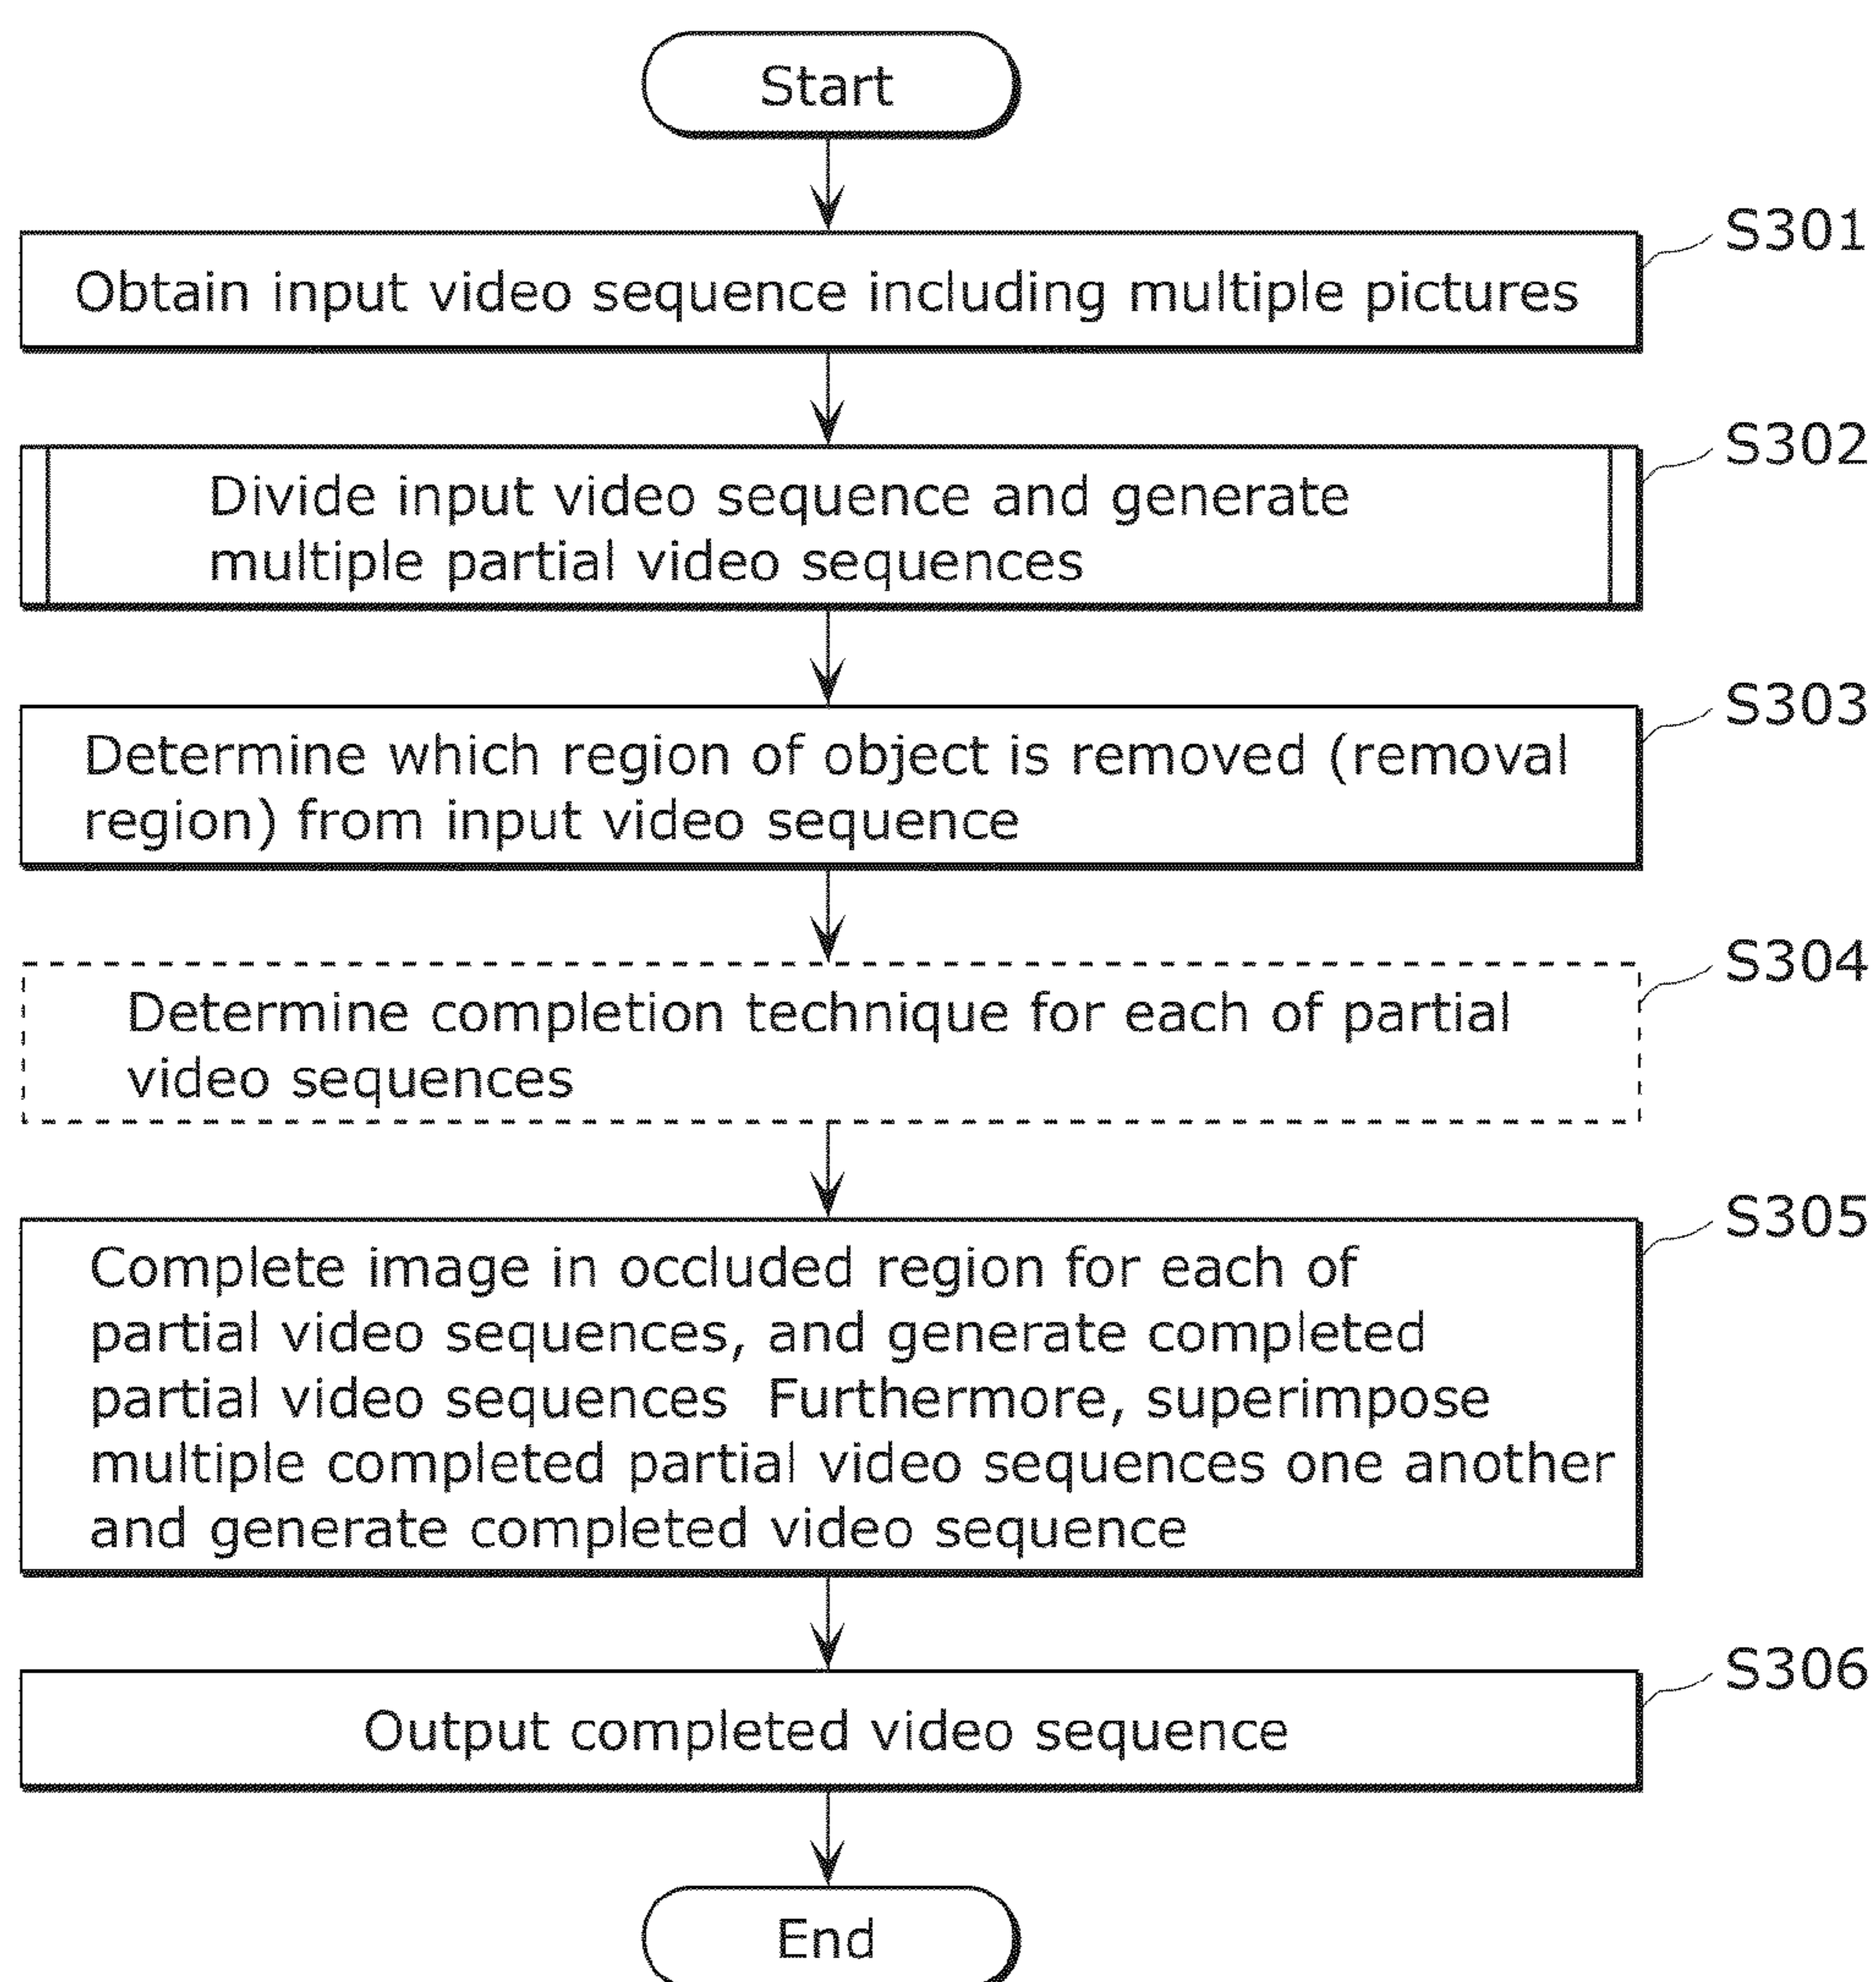 Start
S301
Obtain input video sequence including multiple pictures
S302
Divide input video sequence and generate
multiple partial video sequences
S303
Determine which region of object is removed (removal
region) from input video sequence
S304
Determine completion technique for each of partial
video sequences
S305
Complete image in occluded region for each of
partial video sequences, and generate completed
partial video sequences Furthermore, superimpose
multiple completed partial video sequences one another
and generate completed video sequence
S306
Output completed video sequence
End